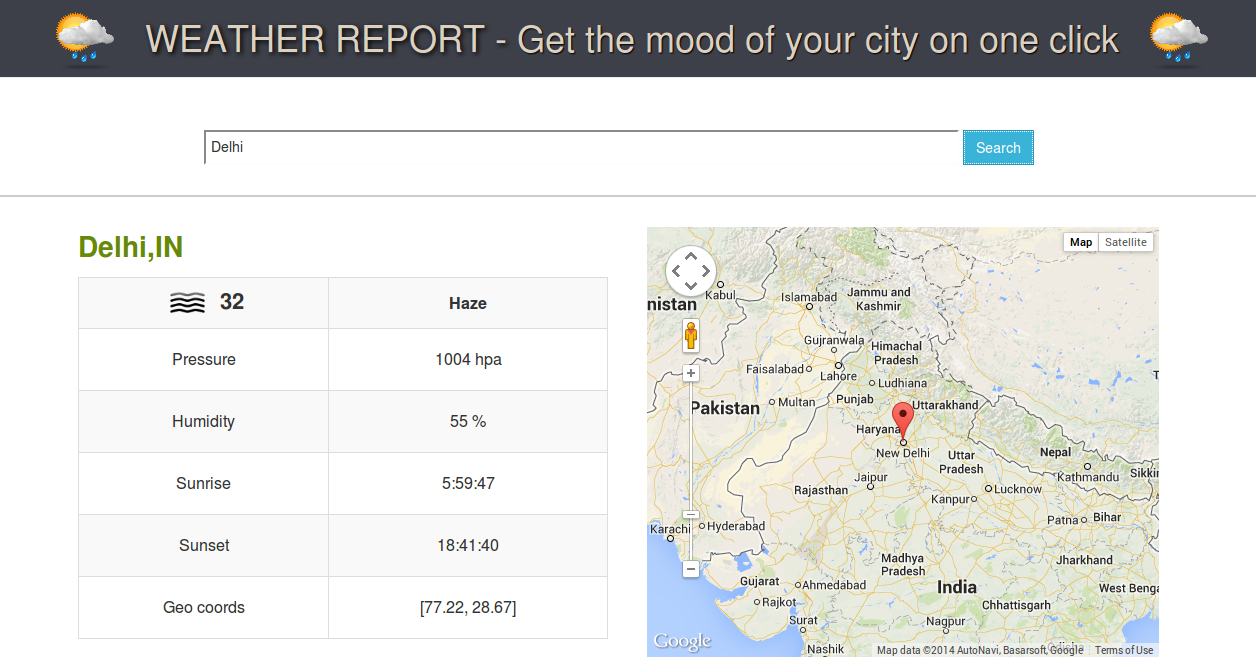 WEATHER REPORT - Get the mood of your city on one click
Delhi
Search
Delhi,IN
32 Haze
Pressure 1004 hpa
Humidity 55 %
Sunrise 5:59:47
Sunset 18:41:40
Geo coords [77.22, 28.67]
Map Satellite
Kabul
Islamabad
Jammu and
Kashmir
nistan
Gujranwala
Himachal
Pradesh
Faisalabad
Lahore
Ludhiana
Multan
Punjab
Pakistan
Uttarakhand
Haryana
New Delhi
Uttar
Pradesh
Nepal
Kathmandu
Sikkir
Jaipur
Rajasthan
Kanpur
Lucknow
Patna
Bihar
Karachi
Hyderabad
Madhya
Pradesh
Jharkhand
Gujarat
Ahmedabad
India
West Benga
Rajkot
Chhattisgarh
Surat
Nagpur
Nashik
Odisha
Google
Map data ©2014 AutoNavi, Basarsoft, Google Terms of Use